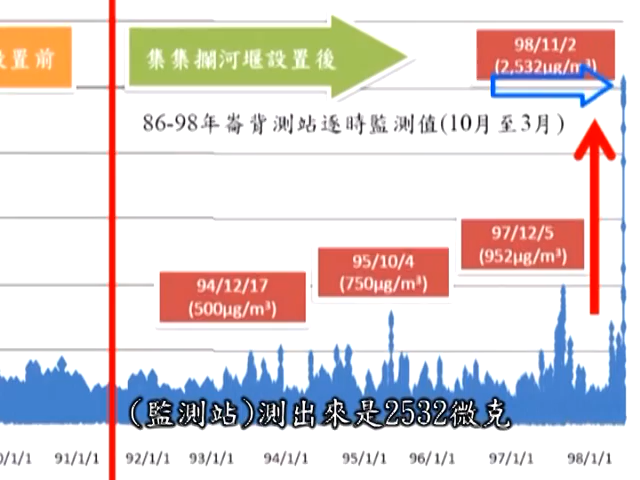 置前
集集攔河堰設置後
98/11/2
(2,532μg/m³)
86-98年崙背測站逐時監測值(10月至3月)
97/12/5
(952μg/m³)
95/10/4
(750μg/m³)
94/12/17
(500μg/m³)
(監測站)測出來是2532微克
0/1/1 91/1/1 92/1/1 93/1/1 94/1/1 95/1/1 96/1/1 97/1/1 98/1/1